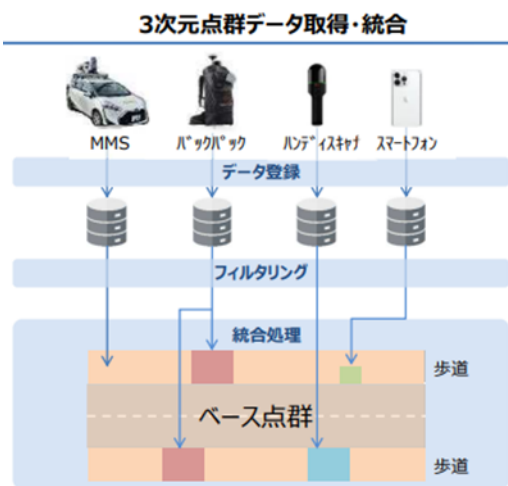 3次元点群データ取得・統合
MMS
バックパック
ハンディスキャナ
スマートフォン
データ登録
フィルタリング
統合処理
歩道
ベース点群
歩道